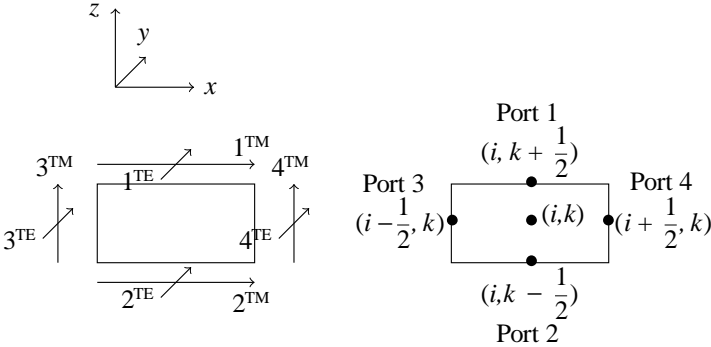 z
y
x
3^TM
1^TM
4^TM
1^TE
3^TE
4^TE
2^TE
2^TM
Port 1
(i, k + 1/2)
Port 3
Port 4
(i − 1/2, k)
(i,k)
(i + 1/2, k)
(i,k − 1/2)
Port 2